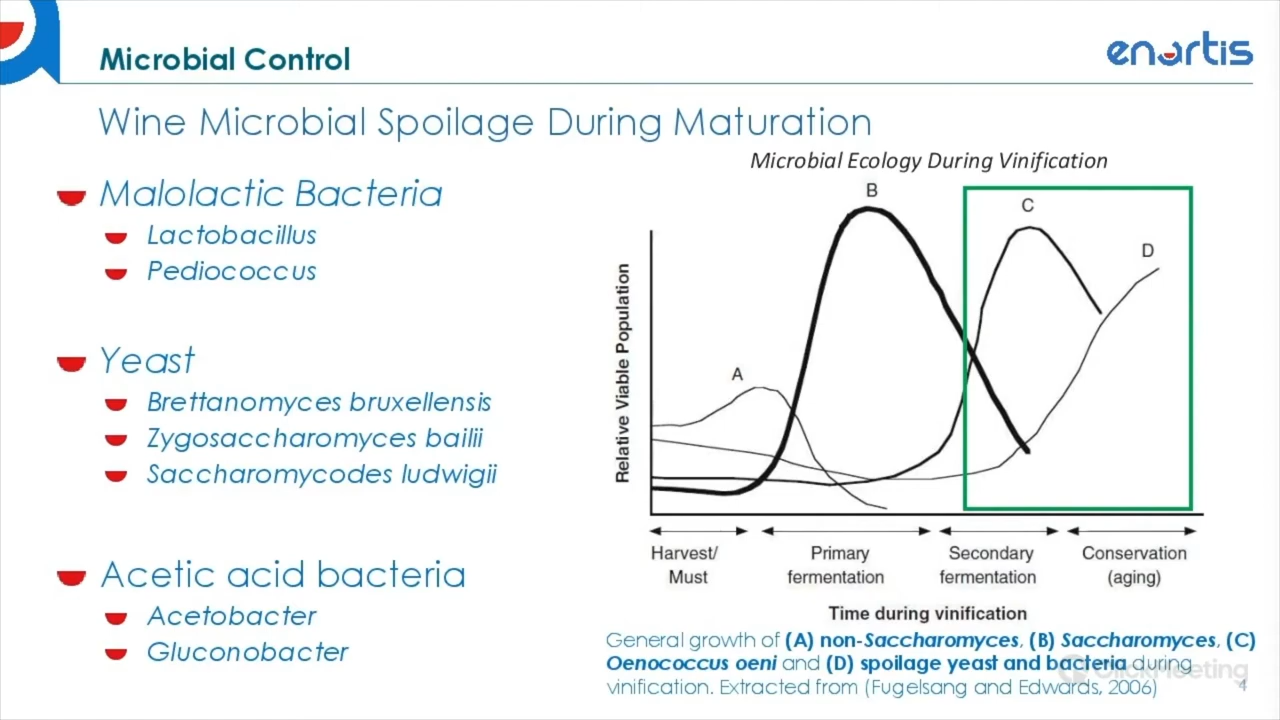 Microbial Control
enartis
Wine Microbial Spoilage During Maturation
Malolactic Bacteria
Lactobacillus
Pediococcus
Yeast
Brettanomyces bruxellensis
Zygosaccharomyces bailii
Saccharomycodes ludwigii
Acetic acid bacteria
Acetobacter
Gluconobacter
Microbial Ecology During Vinification
B
C
D
A
Relative Viable Population
Harvest/
Must
Primary
fermentation
Secondary
fermentation
Conservation
(aging)
Time during vinification
General growth of (A) non-Saccharomyces, (B) Saccharomyces, (C)
Oenococcus oeni and (D) spoilage yeast and bacteria during
vinification. Extracted from (Fugelsang and Edwards, 2006)
ClickMeeting
4